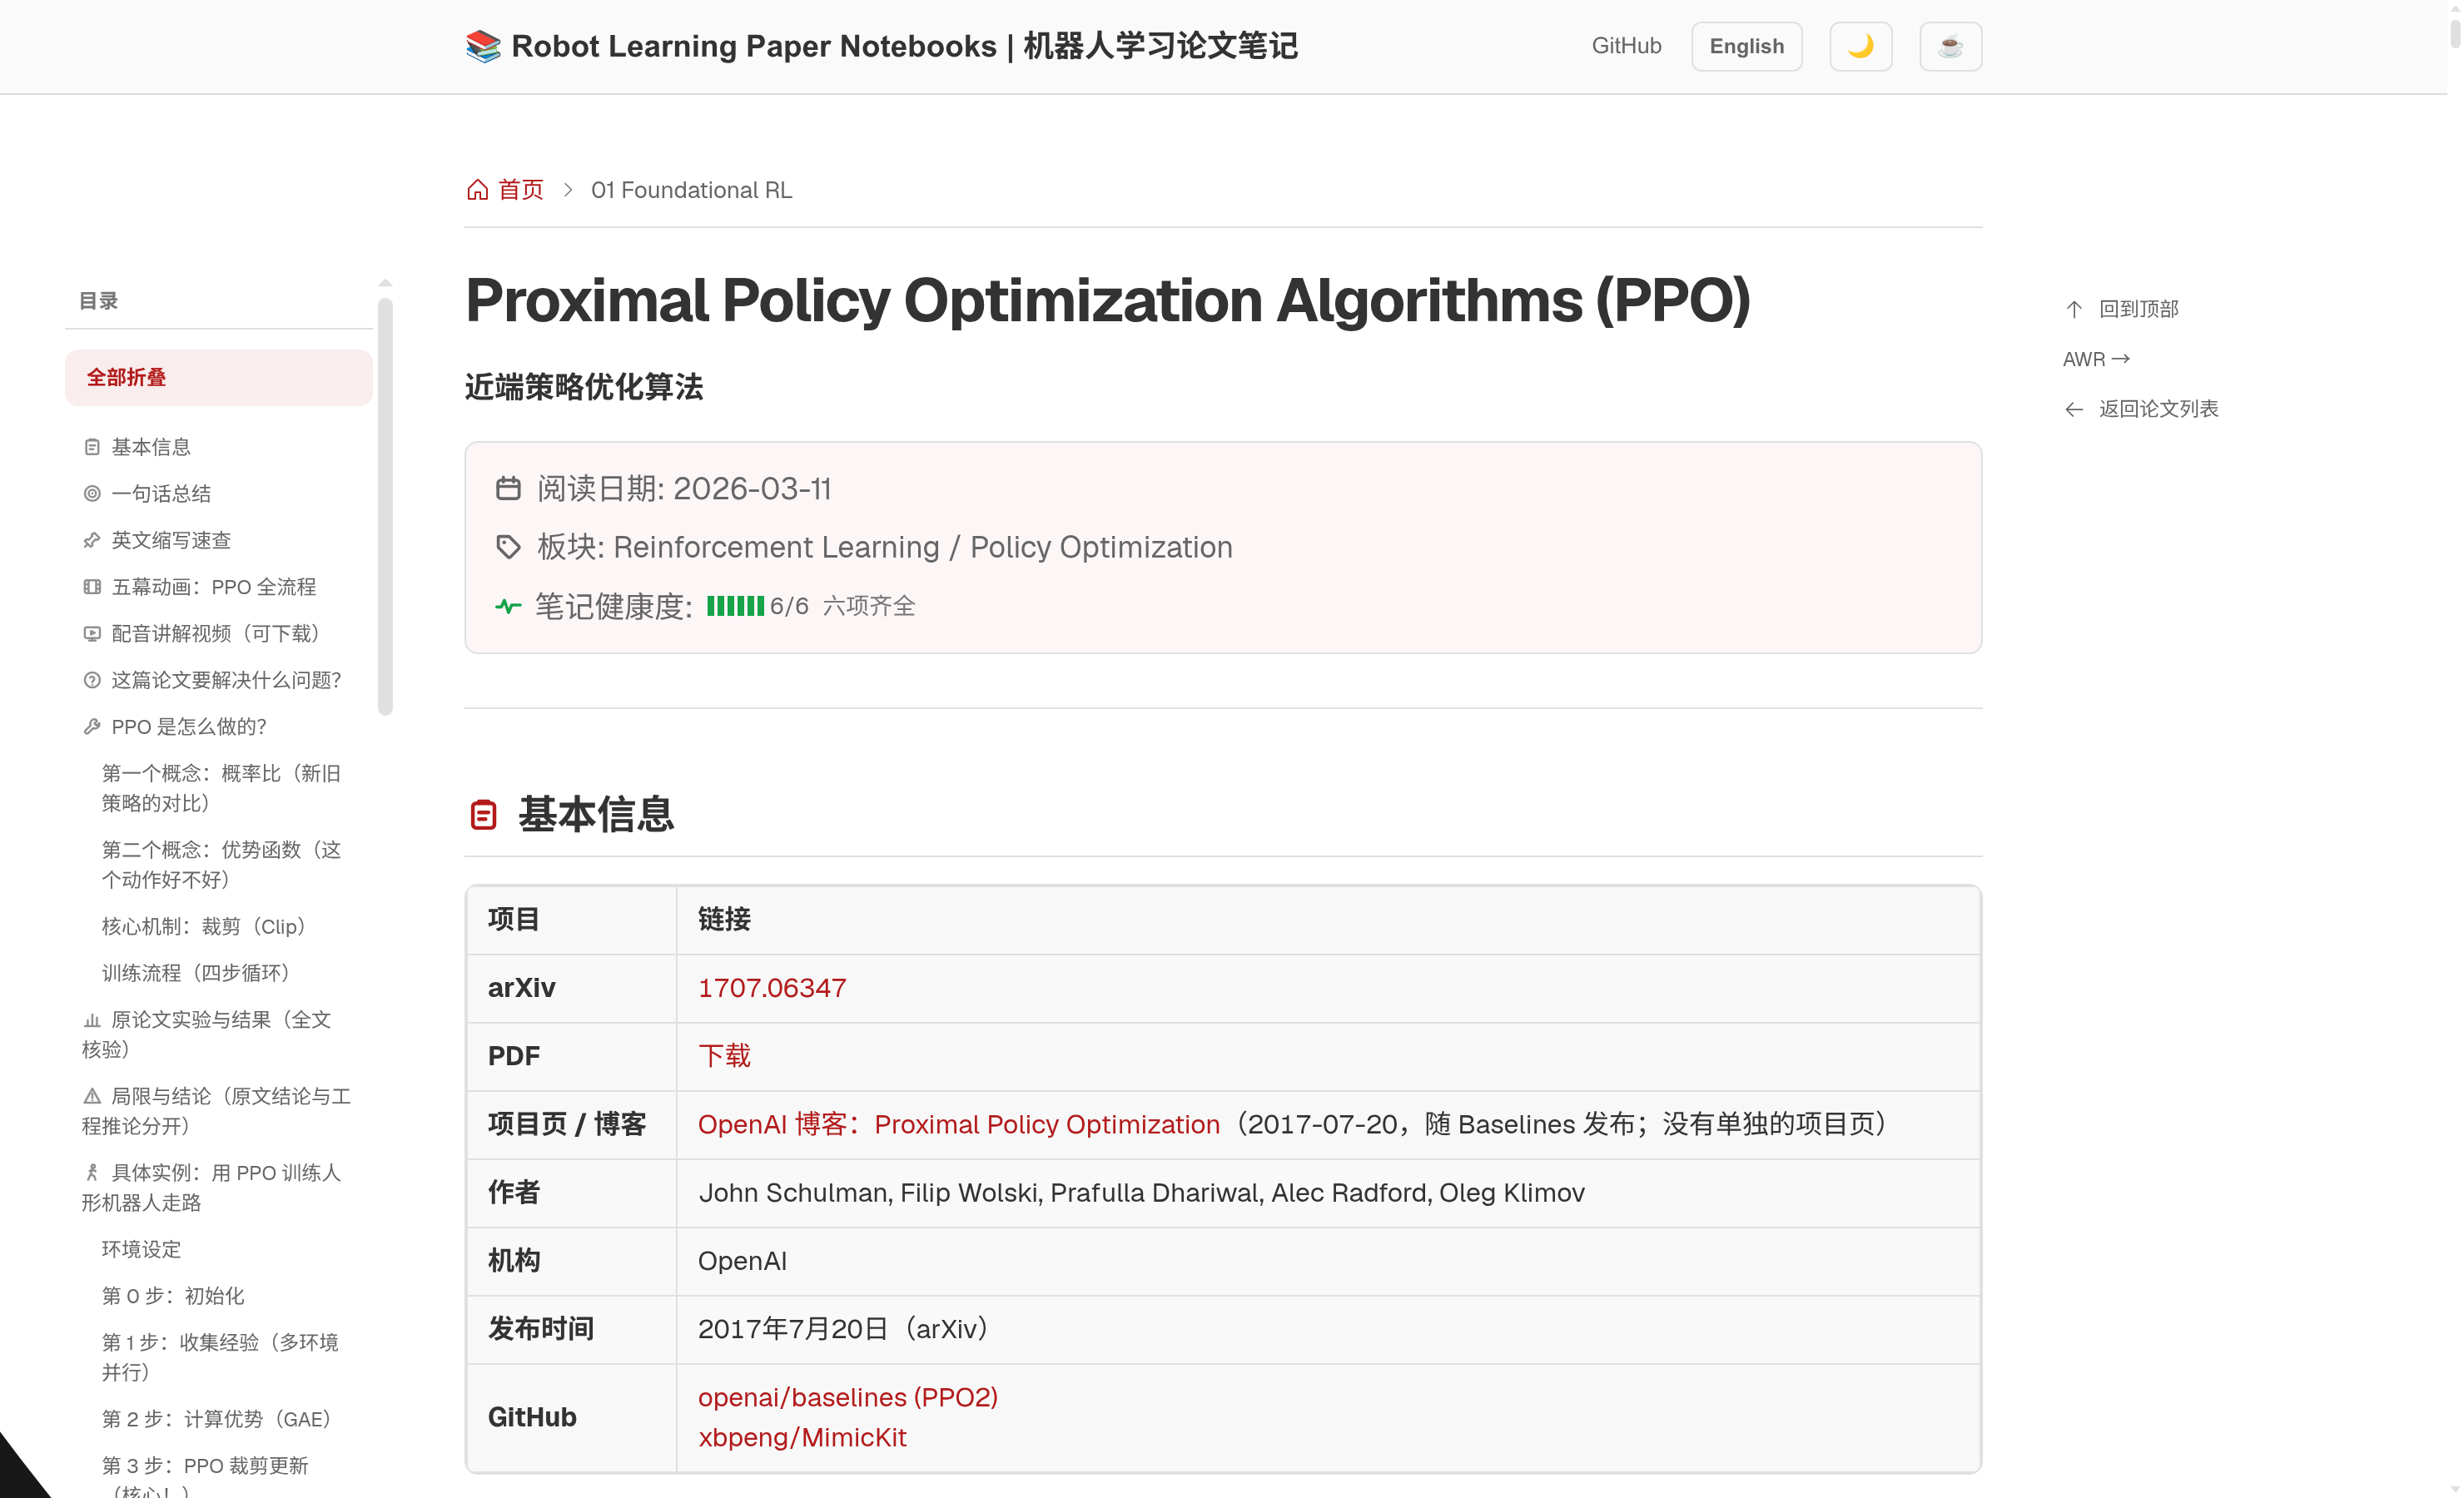 📚 Robot Learning Paper Notebooks | 机器人学习论文笔记
GitHub
English
首页 > 01 Foundational RL
目录
全部折叠
基本信息
一句话总结
英文缩写速查
五幕动画：PPO 全流程
配音讲解视频（可下载）
这篇论文要解决什么问题？
PPO 是怎么做的？
第一个概念：概率比（新旧
策略的对比）
第二个概念：优势函数（这
个动作好不好）
核心机制：裁剪（Clip）
训练流程（四步循环）
原论文实验与结果（全文
核验）
局限与结论（原文结论与工
程推论分开）
具体实例：用 PPO 训练人
形机器人走路
环境设定
第 0 步：初始化
第 1 步：收集经验（多环境
并行）
第 2 步：计算优势（GAE）
第 3 步：PPO 裁剪更新
（核心！）
Proximal Policy Optimization Algorithms (PPO)
近端策略优化算法
阅读日期: 2026-03-11
板块: Reinforcement Learning / Policy Optimization
笔记健康度: 6/6 六项齐全
基本信息
项目 链接
arXiv 1707.06347
PDF 下载
项目页 / 博客 OpenAI 博客：Proximal Policy Optimization（2017-07-20，随 Baselines 发布；没有单独的项目页）
作者 John Schulman, Filip Wolski, Prafulla Dhariwal, Alec Radford, Oleg Klimov
机构 OpenAI
发布时间 2017年7月20日（arXiv）
GitHub openai/baselines (PPO2)
xbpeng/MimicKit
↑ 回到顶部
AWR →
← 返回论文列表